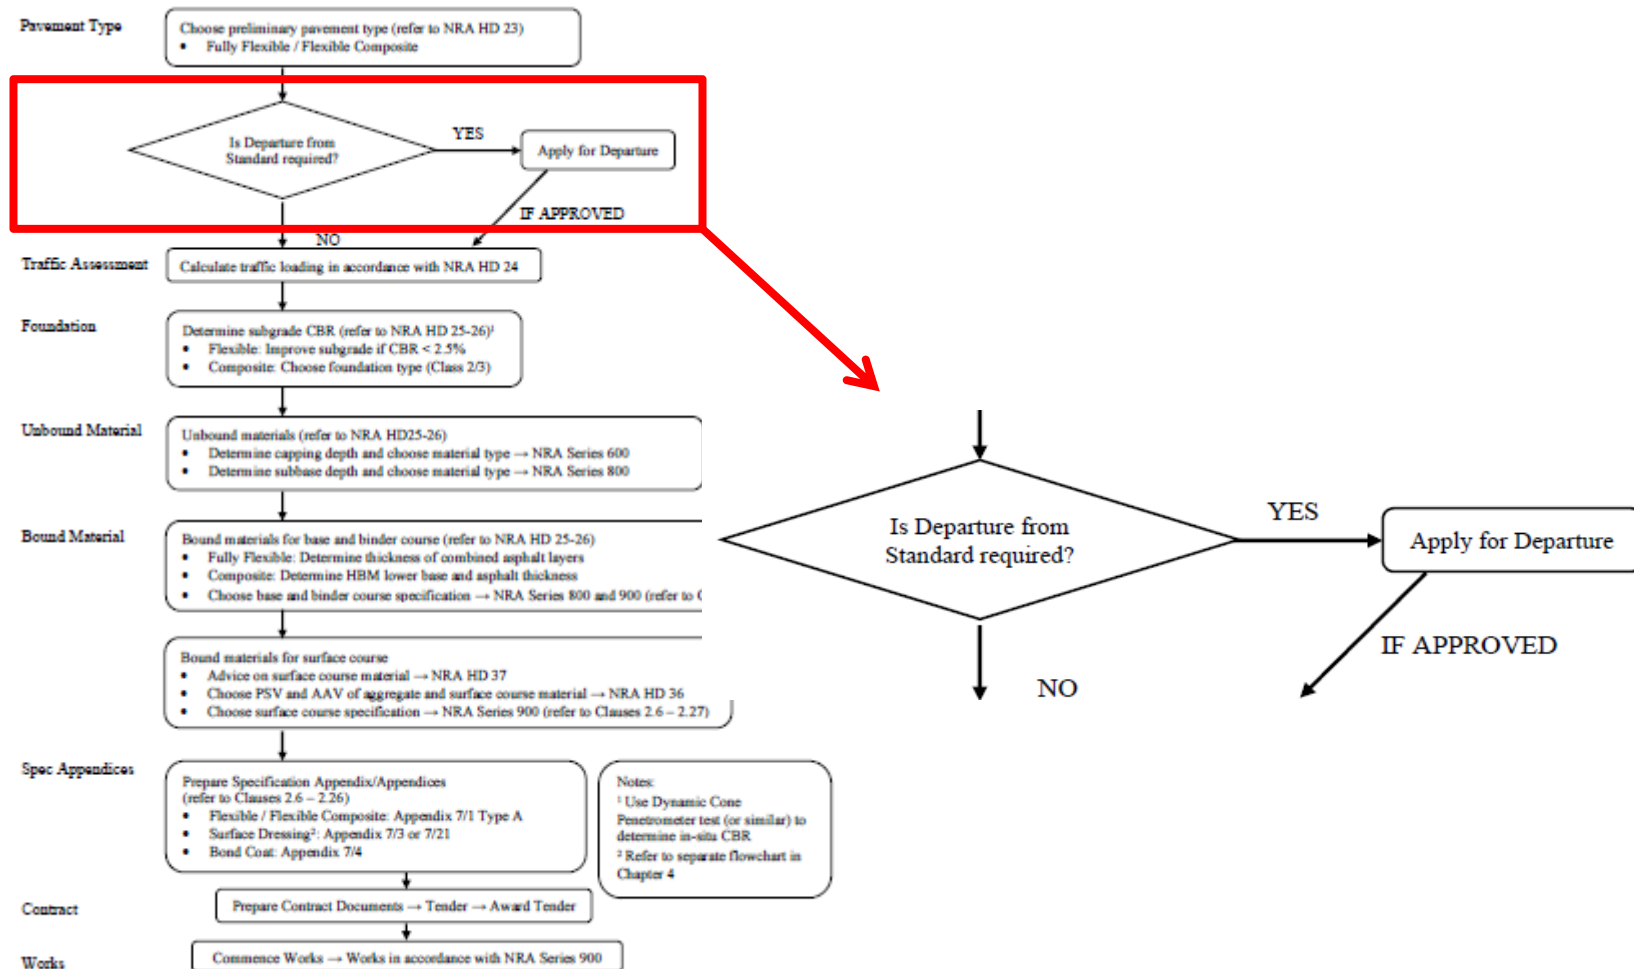 Pavement Type
Choose preliminary pavement type (refer to NRA HD 23)
• Fully Flexible / Flexible Composite
Is Departure from
Standard required?
YES
Apply for Departure
IF APPROVED
NO
Traffic Assessment
Calculate traffic loading in accordance with NRA HD 24
Foundation
Determine subgrade CBR (refer to NRA HD 25-26)¹
• Flexible: Improve subgrade if CBR < 2.5%
• Composite: Choose foundation type (Class 2/3)
Unbound Material
Unbound materials (refer to NRA HD25-26)
• Determine capping depth and choose material type → NRA Series 600
• Determine subbase depth and choose material type → NRA Series 800
Bound Material
Bound materials for base and binder course (refer to NRA HD 25-26)
• Fully Flexible: Determine thickness of combined asphalt layers
• Composite: Determine HBM lower base and asphalt thickness
• Choose base and binder course specification → NRA Series 800 and 900 (refer to
Bound materials for surface course
• Advice on surface course material → NRA HD 37
• Choose PSV and AAV of aggregate and surface course material → NRA HD 36
• Choose surface course specification → NRA Series 900 (refer to Clauses 2.6 – 2.27)
Spec Appendices
Prepare Specification Appendix/Appendices
(refer to Clauses 2.6 – 2.26)
• Flexible / Flexible Composite: Appendix 7/1 Type A
• Surface Dressing²: Appendix 7/3 or 7/21
• Bond Coat: Appendix 7/4
Notes:
¹ Use Dynamic Cone
Penetrometer test (or similar) to
determine in-situ CBR
² Refer to separate flowchart in
Chapter 4
Contract
Prepare Contract Documents → Tender → Award Tender
Works
Commence Works → Works in accordance with NRA Series 900
Is Departure from
Standard required?
YES
Apply for Departure
IF APPROVED
NO